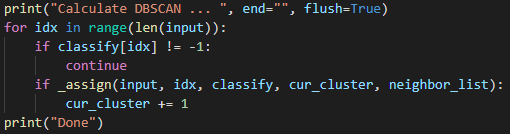 print("Calculate DBSCAN ... ", end="", flush=True)
for idx in range(len(input)):
    if classify[idx] != -1:
        continue
    if _assign(input, idx, classify, cur_cluster, neighbor_list):
        cur_cluster += 1
print("Done")